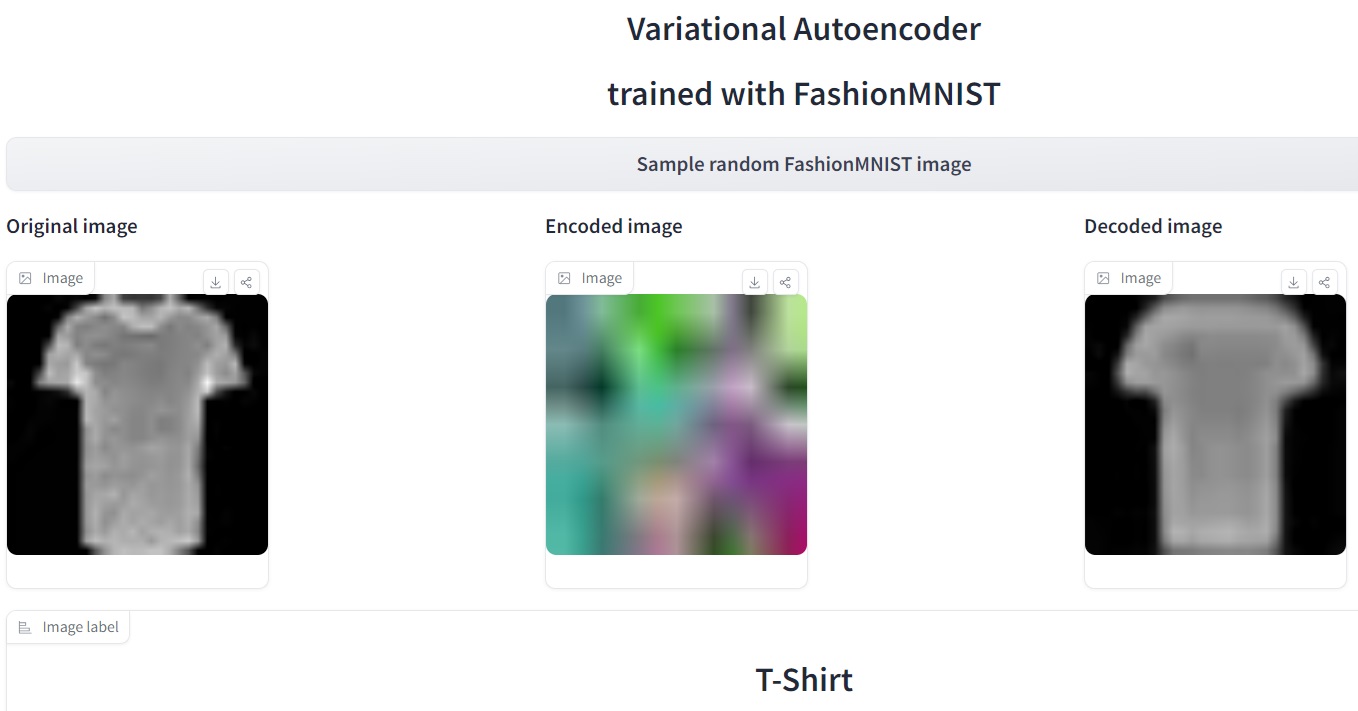 Variational Autoencoder
trained with FashionMNIST
Sample random FashionMNIST image
Original image
Encoded image
Decoded image
Image
Image
Image
Image label
T-Shirt